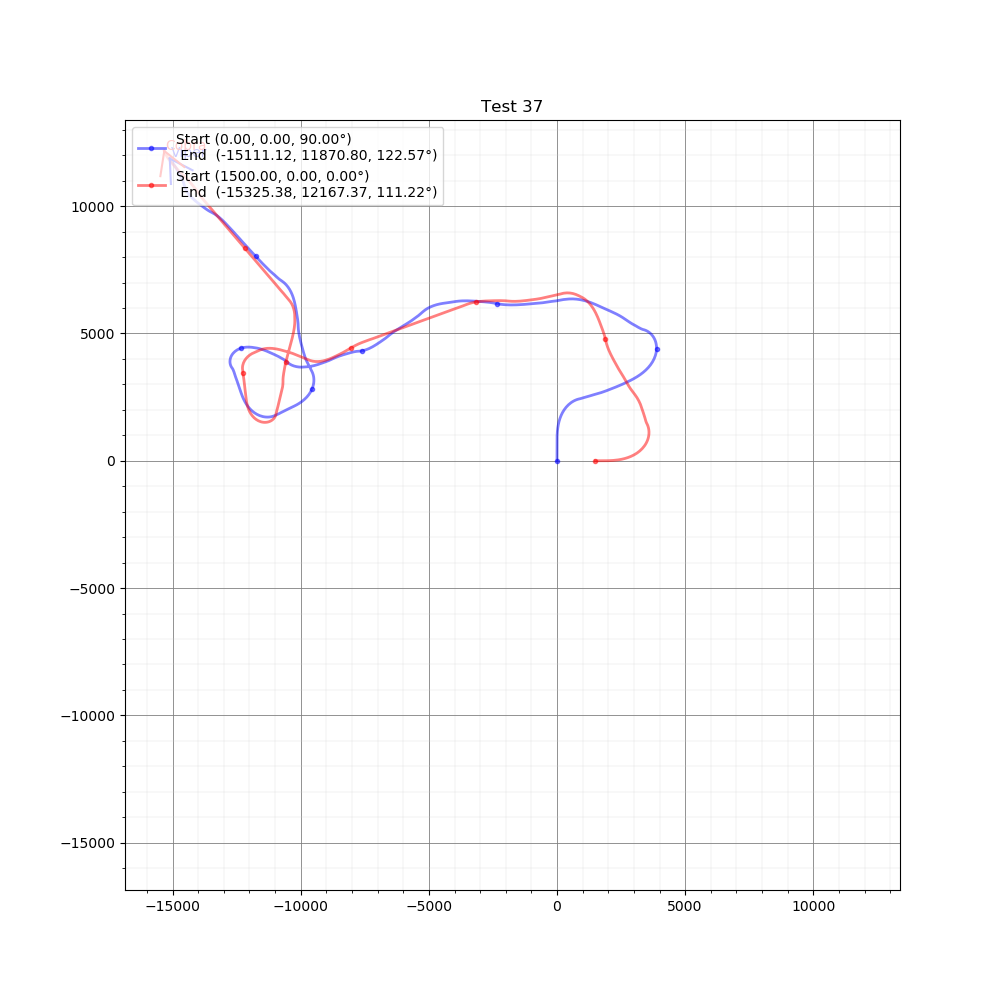 Test 37
Start (0.00, 0.00, 90.00°)
End  (-15111.12, 11870.80, 122.57°)
Start (1500.00, 0.00, 0.00°)
End  (-15325.38, 12167.37, 111.22°)
10000
5000
0
−5000
−10000
−15000
−15000
−10000
−5000
0
5000
10000